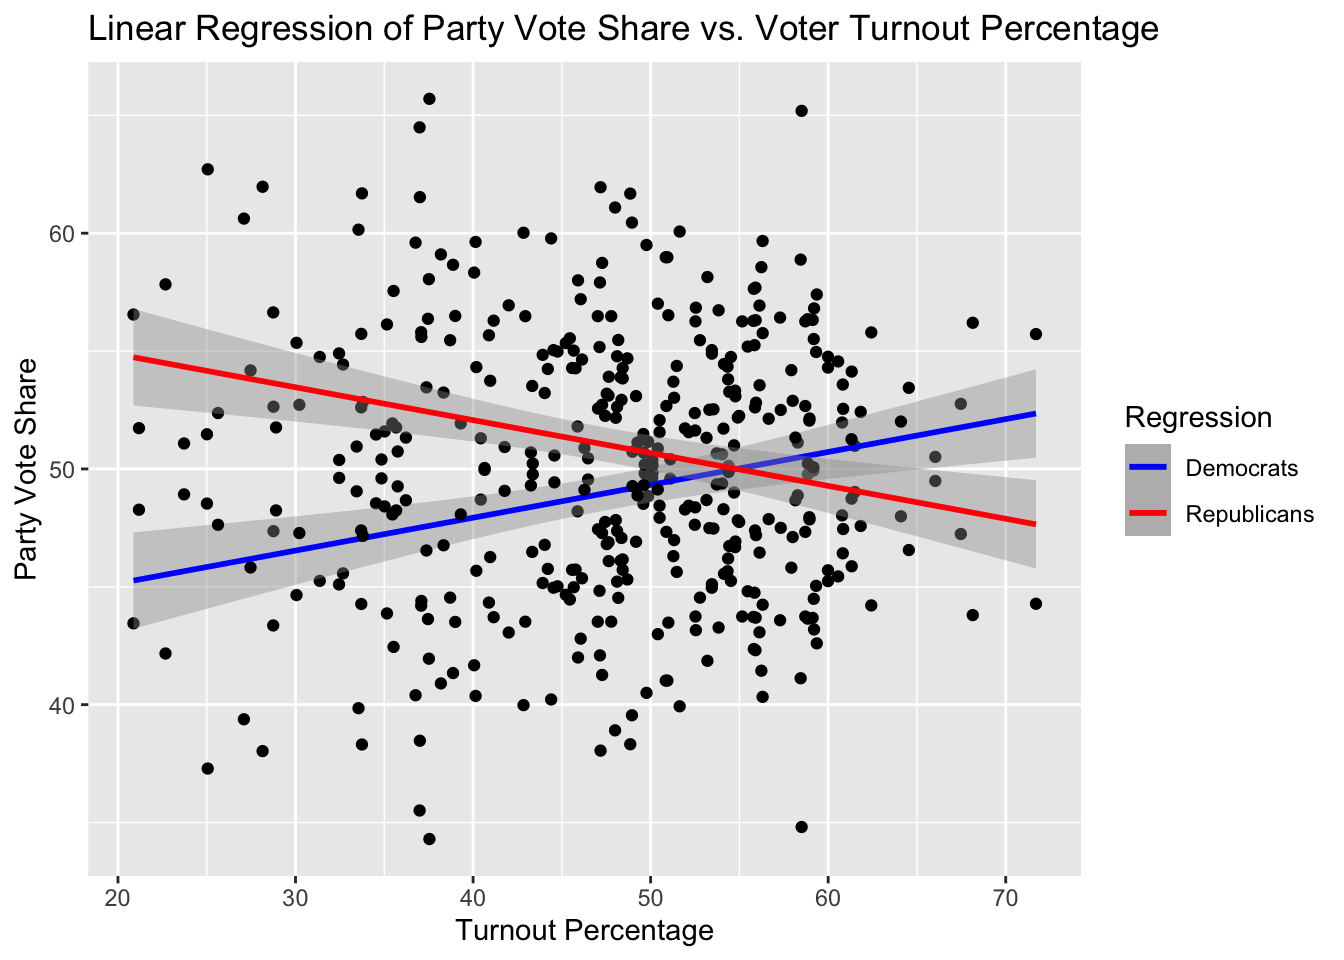 Linear Regression of Party Vote Share vs. Voter Turnout Percentage
Party Vote Share
60
50
40
20 30 40 50 60 70
Turnout Percentage
Regression
Democrats
Republicans